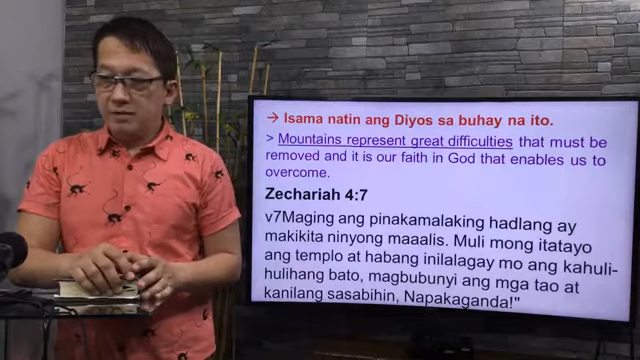 → Isama natin ang Diyos sa buhay na ito.
> Mountains represent great difficulties that must be
removed and it is our faith in God that enables us to
overcome.
Zechariah 4:7
v7Maging ang pinakamalaking hadlang ay
makikita ninyong maaalis. Muli mong itatayo
ang templo at habang inilalagay mo ang kahuli-
hulihang bato, magbubunyi ang mga tao at
kanilang sasabihin, Napakaganda!"